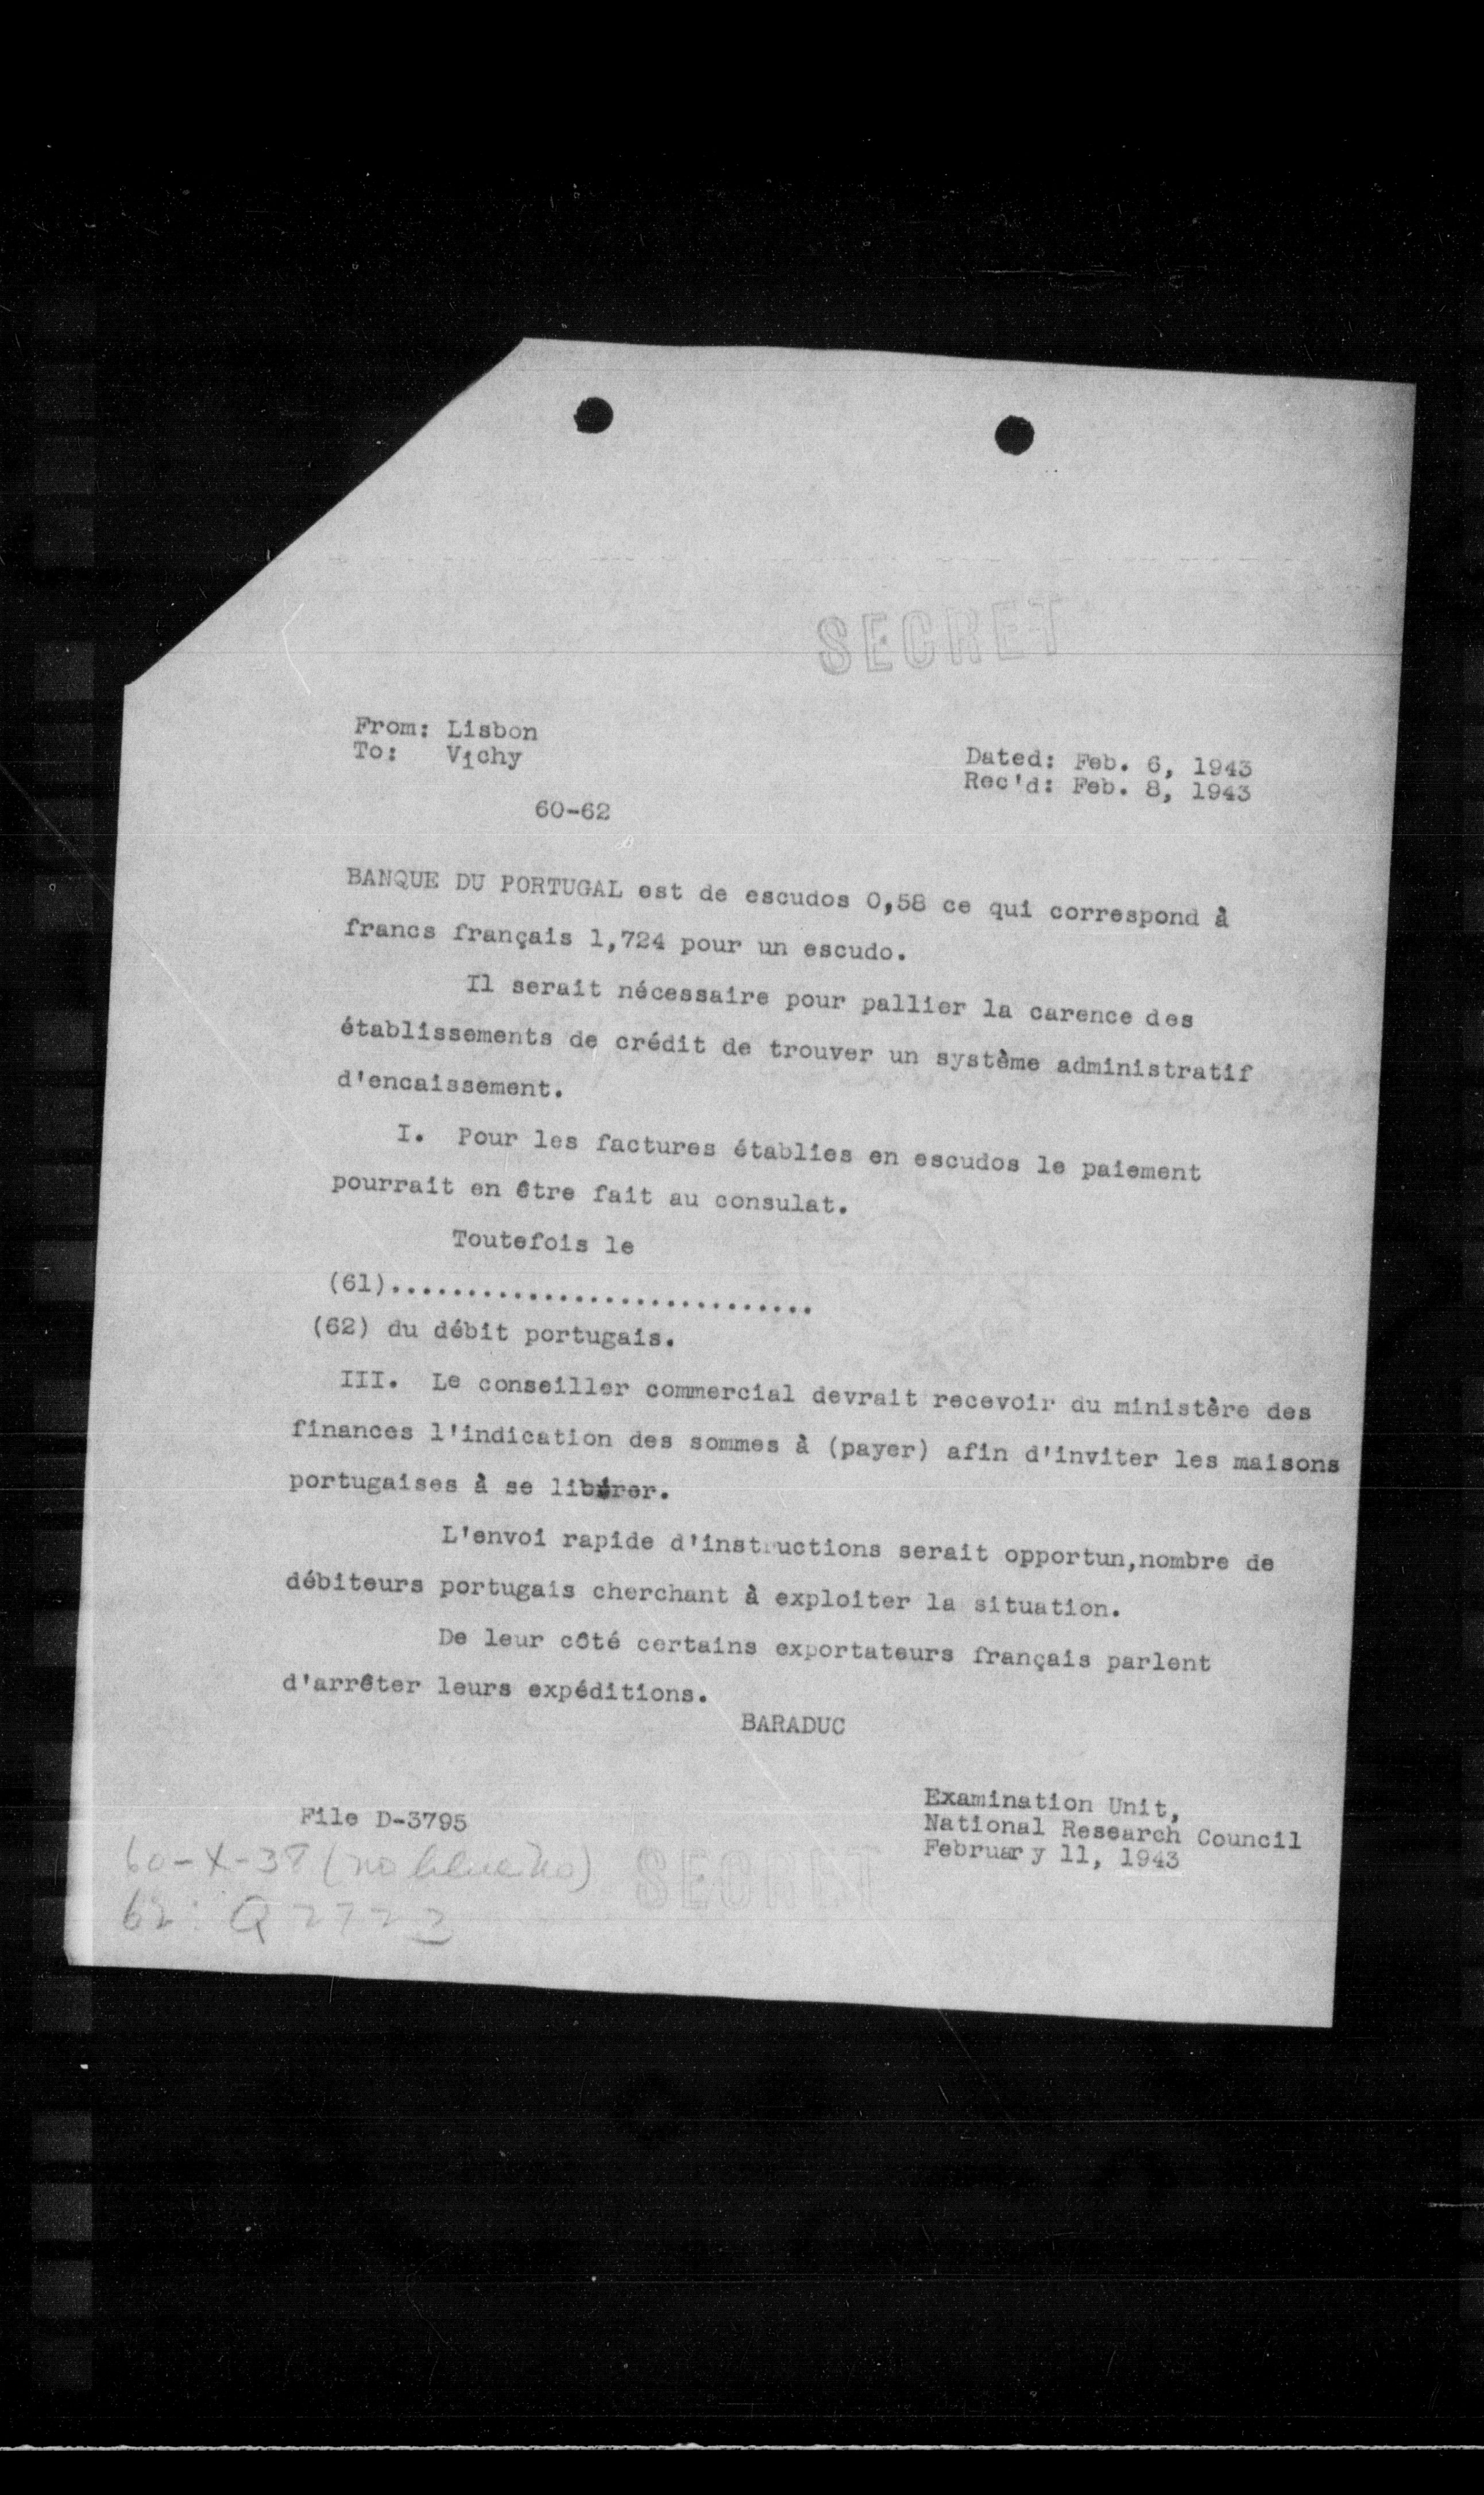 SECRET
From: Lisbon
To: Vichy
Dated: Feb. 6, 1943
Rec'd: Feb. 8, 1943
60-62
BANQUE DU PORTUGAL est de escudos 0,58 ce qui correspond à
francs français 1,724 pour un escudo.
Il serait nécessaire pour pallier la carence des
établissements de crédit de trouver un système administratif
d'encaissement.
I. Pour les factures établies en escudos le paiement
pourrait en être fait au consulat.
Toutefois le
(61)............................
(62) du débit portugais.
III. Le conseiller commercial devrait recevoir du ministère des
finances l'indication des sommes à (payer) afin d'inviter les maisons
portugaises à se libérer.
L'envoi rapide d'instructions serait opportun,nombre de
débiteurs portugais cherchant à exploiter la situation.
De leur côté certains exportateurs français parlent
d'arrêter leurs expéditions.
BARADUC
File D-3795
Examination Unit,
National Research Council
February 11, 1943
60-X-38 (no
62: Q 2722
SECRET